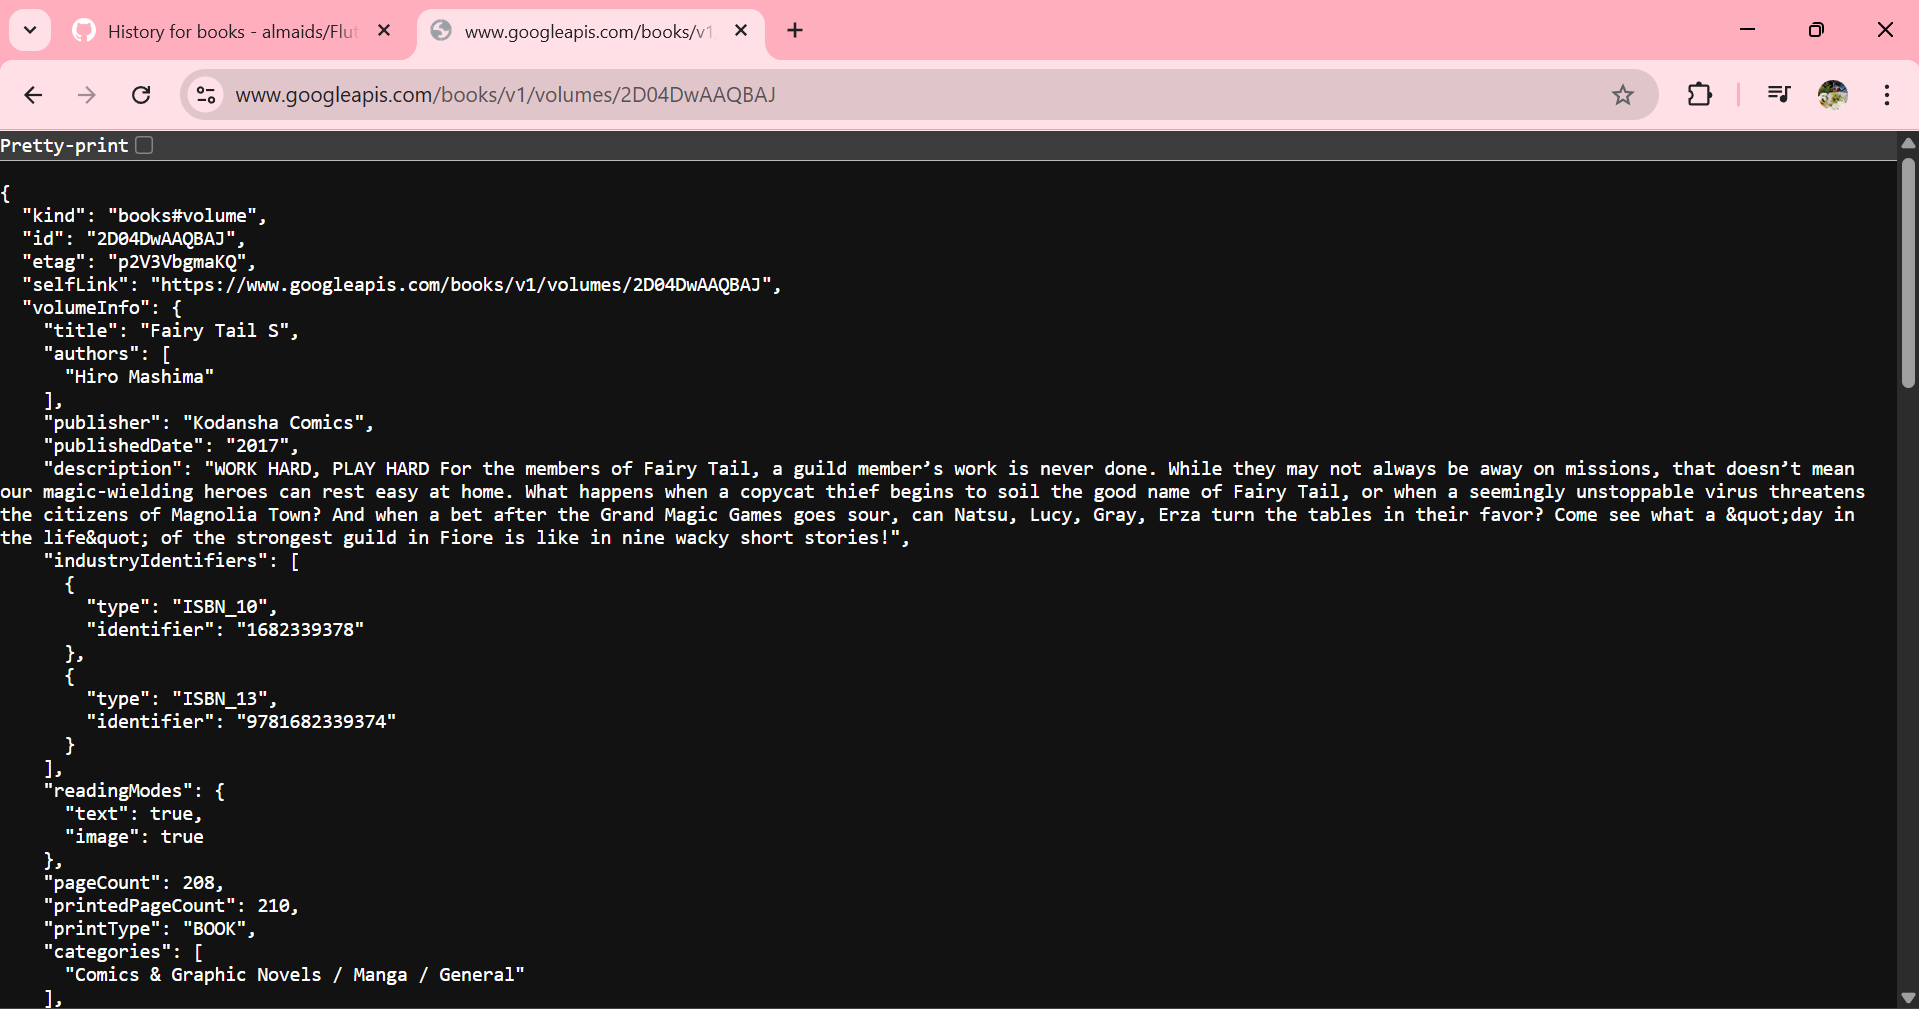 History for books - almaids/Flut
www.googleapis.com/books/v1
www.googleapis.com/books/v1/volumes/2D04DwAAQBAJ
Pretty-print
{
"kind": "books#volume",
"id": "2D04DwAAQBAJ",
"etag": "p2V3VbgmaKQ",
"selfLink": "https://www.googleapis.com/books/v1/volumes/2D04DwAAQBAJ",
"volumeInfo": {
"title": "Fairy Tail S",
"authors": [
"Hiro Mashima"
],
"publisher": "Kodansha Comics",
"publishedDate": "2017",
"description": "WORK HARD, PLAY HARD For the members of Fairy Tail, a guild member’s work is never done. While they may not always be away on missions, that doesn’t mean
our magic-wielding heroes can rest easy at home. What happens when a copycat thief begins to soil the good name of Fairy Tail, or when a seemingly unstoppable virus threatens
the citizens of Magnolia Town? And when a bet after the Grand Magic Games goes sour, can Natsu, Lucy, Gray, Erza turn the tables in their favor? Come see what a &quot;day in
the life&quot; of the strongest guild in Fiore is like in nine wacky short stories!",
"industryIdentifiers": [
{
"type": "ISBN_10",
"identifier": "1682339378"
},
{
"type": "ISBN_13",
"identifier": "9781682339374"
}
],
"readingModes": {
"text": true,
"image": true
},
"pageCount": 208,
"printedPageCount": 210,
"printType": "BOOK",
"categories": [
"Comics & Graphic Novels / Manga / General"
],